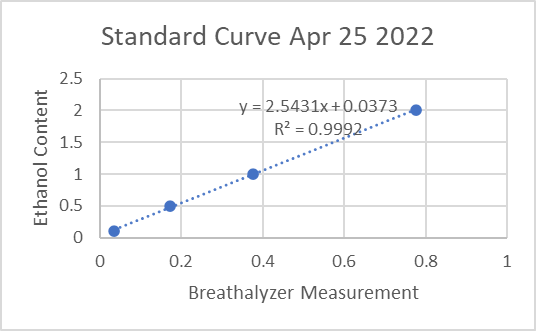 Standard Curve Apr 25 2022
2.5
2
1.5
1
0.5
0
y = 2.5431x + 0.0373
R² = 0.9992
Ethanol Content
0 0.2 0.4 0.6 0.8 1
Breathalyzer Measurement